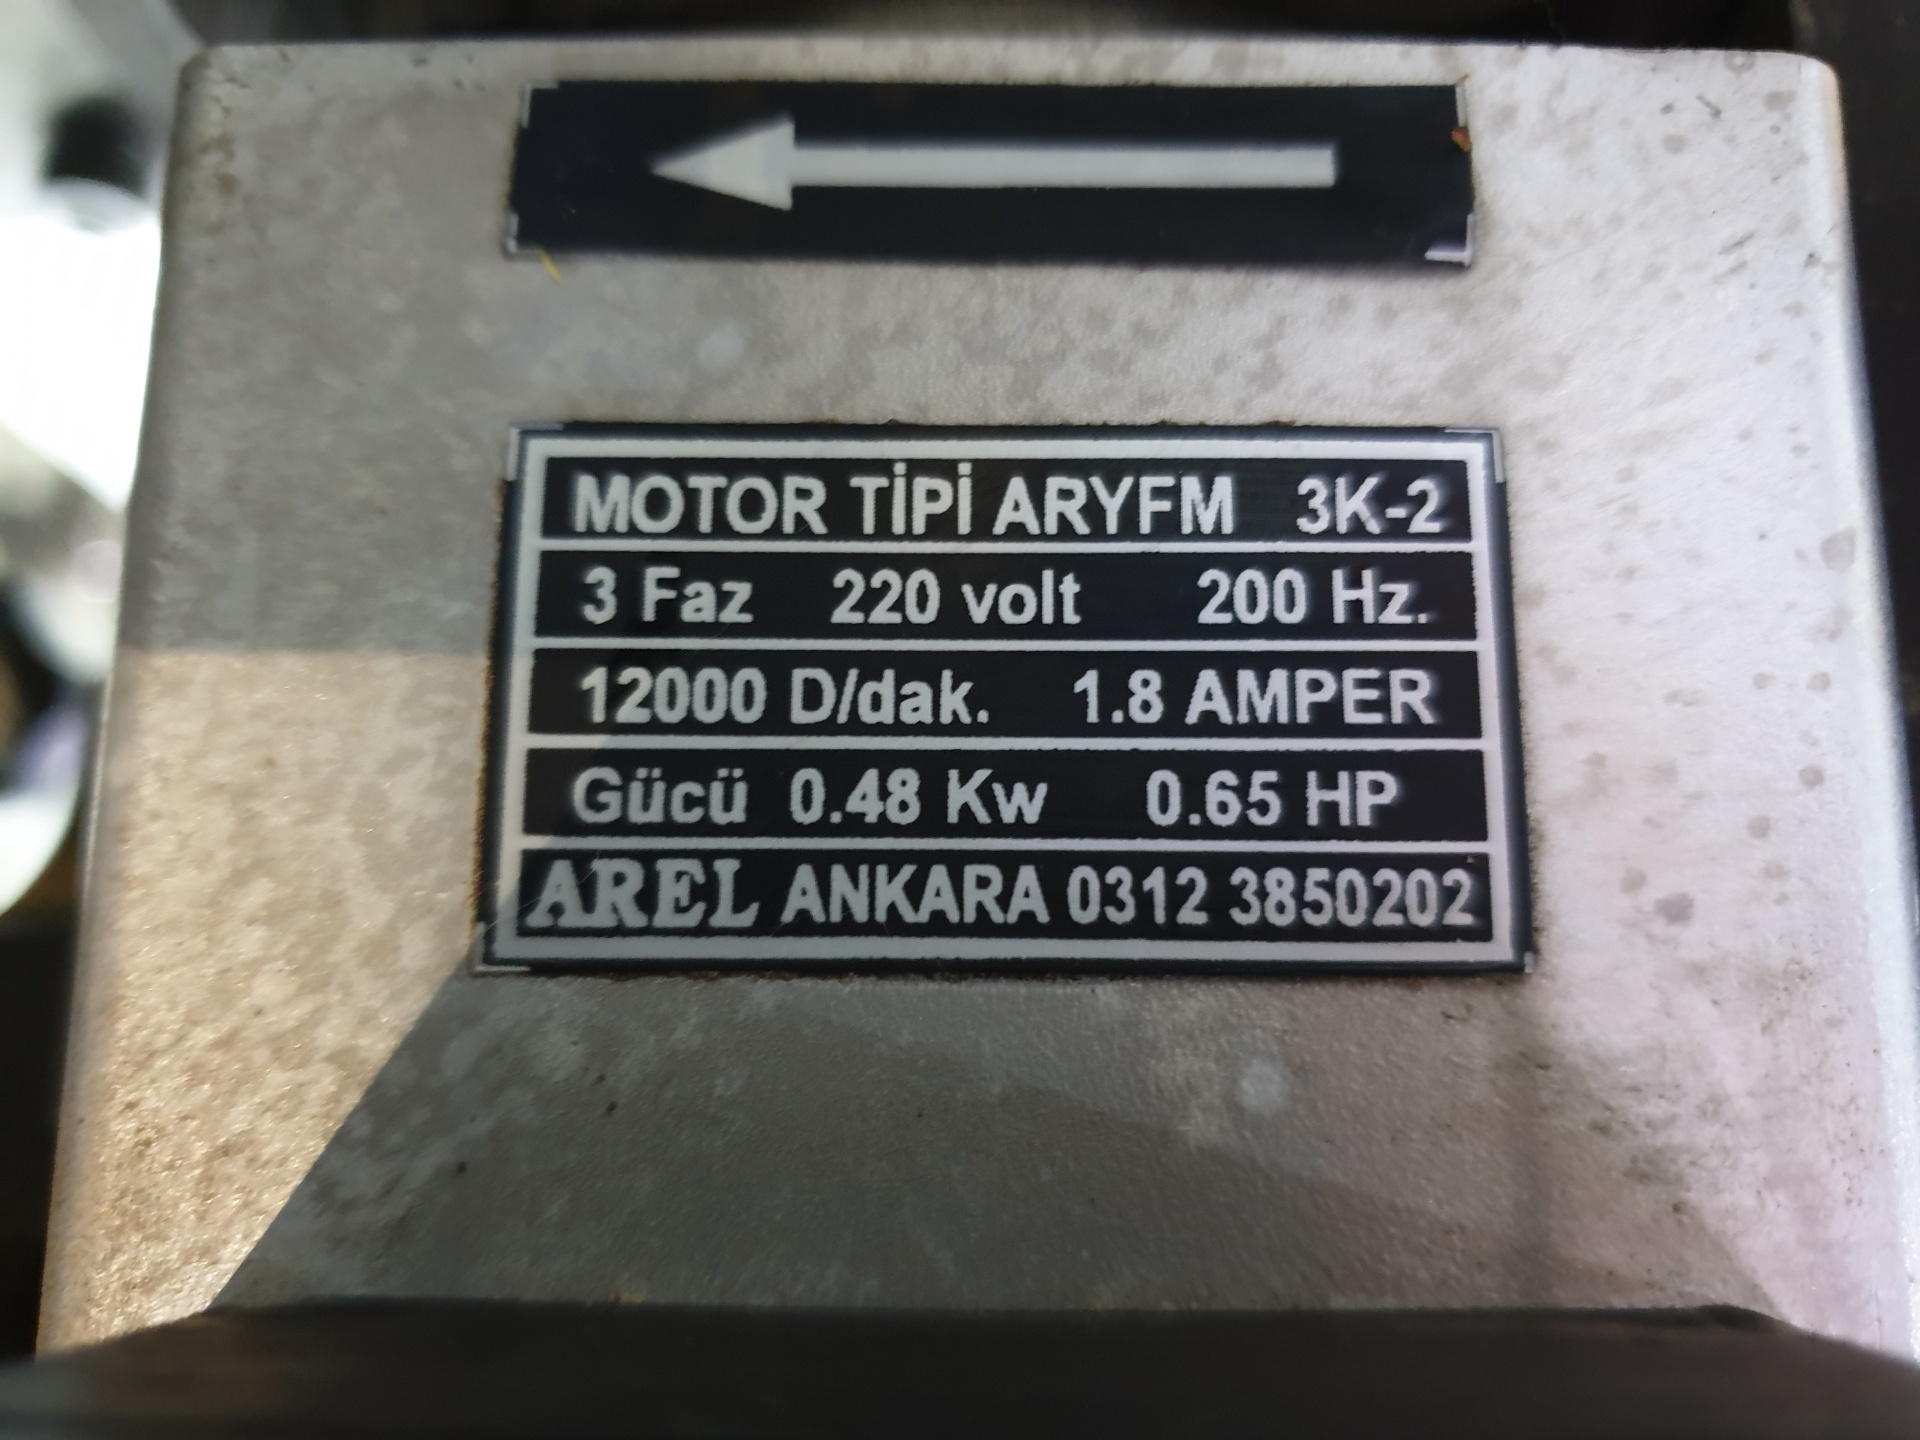 MOTOR TİPİ ARYFM 3K-2
3 Faz 220 volt 200 Hz.
12000 D/dak. 1.8 AMPER
Gücü 0.48 Kw 0.65 HP
AREL ANKARA 0312 3850202